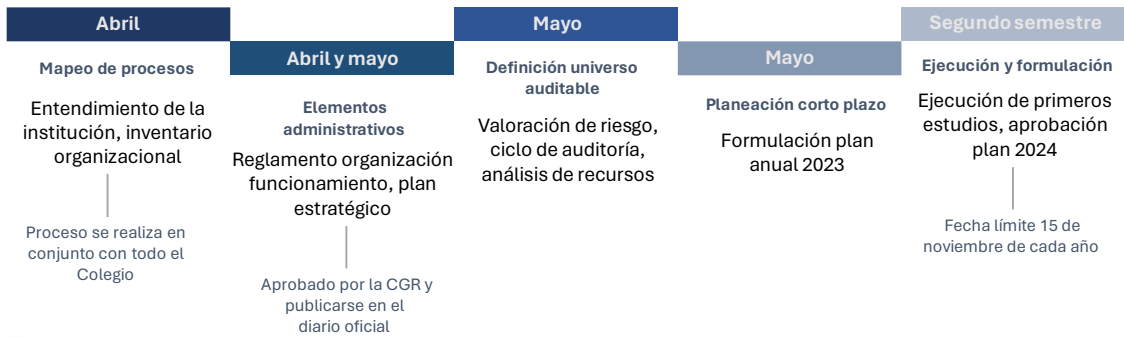 Abril
Mapeo de procesos
Entendimiento de la
institución, inventario
organizacional
Proceso se realiza en
conjunto con todo el
Colegio
Abril y mayo
Elementos
administrativos
Reglamento organización
funcionamiento, plan
estratégico
Aprobado por la CGR y
publicarse en el
diario oficial
Mayo
Definición universo
auditable
Valoración de riesgo,
ciclo de auditoría,
análisis de recursos
Mayo
Planeación corto plazo
Formulación plan
anual 2023
Segundo semestre
Ejecución y formulación
Ejecución de primeros
estudios, aprobación
plan 2024
Fecha límite 15 de
noviembre de cada año